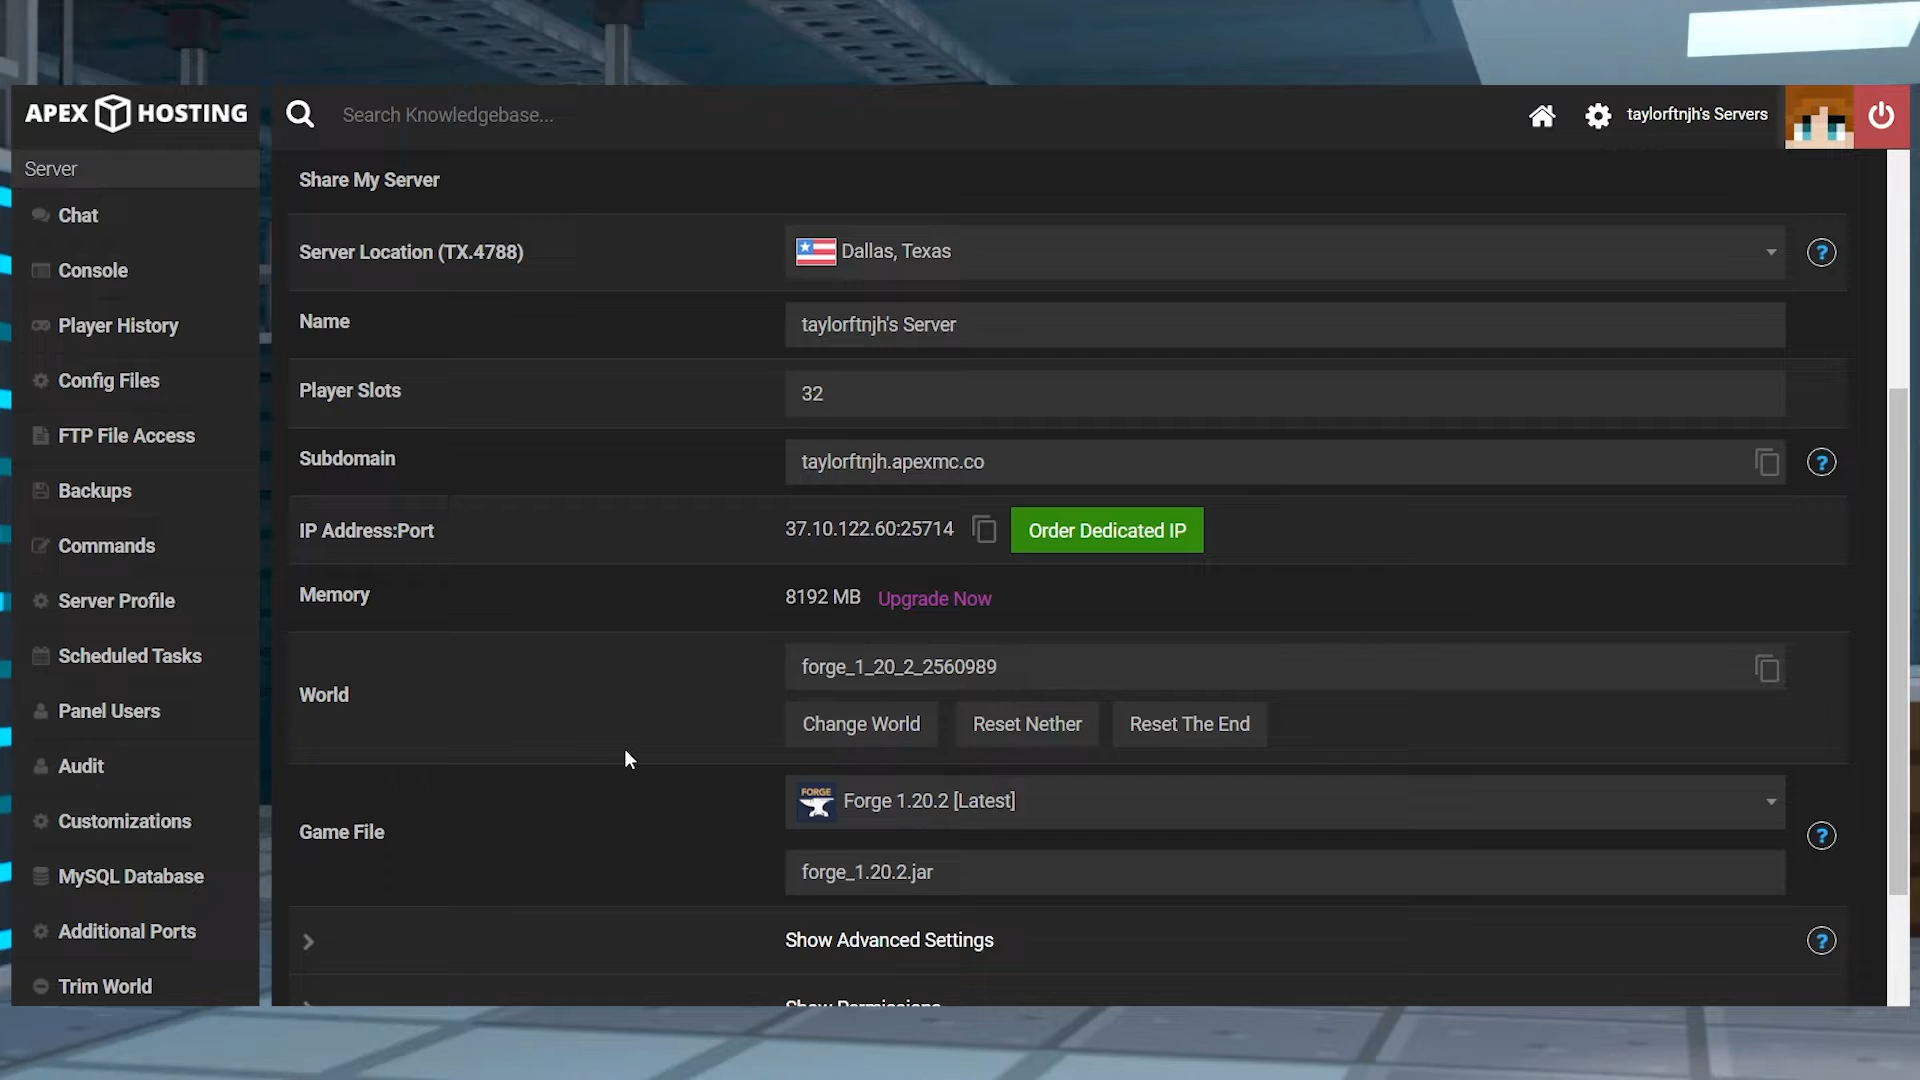 APEX HOSTING
Search Knowledgebase...
taylorftnjh's Servers
Server
Chat
Console
Player History
Config Files
FTP File Access
Backups
Commands
Server Profile
Scheduled Tasks
Panel Users
Audit
Customizations
MySQL Database
Additional Ports
Trim World
Share My Server
Server Location (TX.4788)
Dallas, Texas
?
Name
taylorftnjh's Server
Player Slots
32
Subdomain
taylorftnjh.apexmc.co
?
IP Address:Port
37.10.122.60:25714
Order Dedicated IP
Memory
8192 MB Upgrade Now
World
forge_1_20_2_2560989
Change World
Reset Nether
Reset The End
Game File
FORGE
Forge 1.20.2 [Latest]
?
forge_1.20.2.jar
Show Advanced Settings
?
Show Permissions